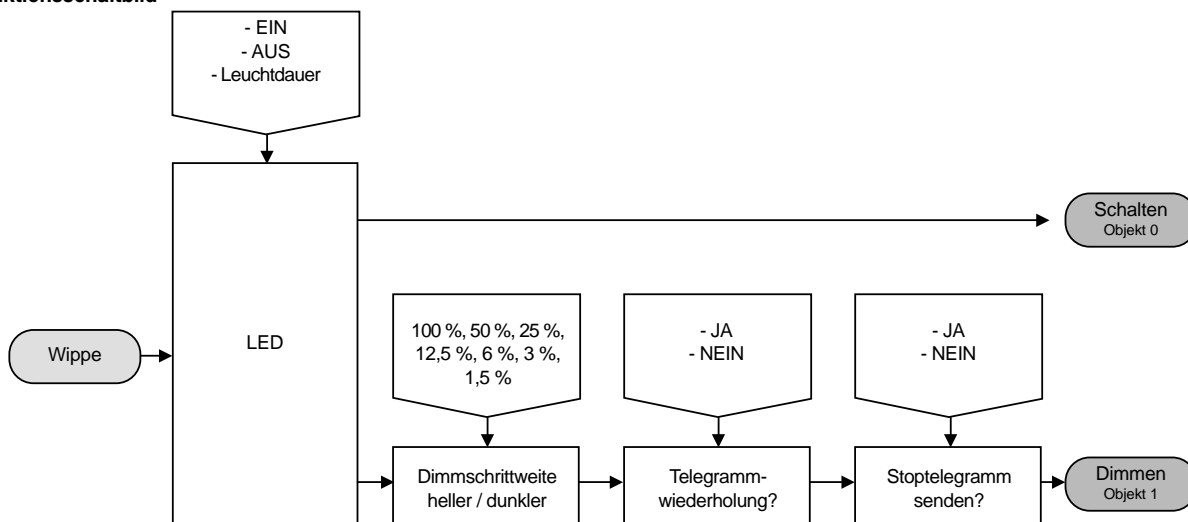 - EIN
- AUS
- Leuchtdauer
Schalten
Objekt 0
Wippe
LED
100 %, 50 %, 25 %,
12,5 %, 6 %, 3 %,
1,5 %
- JA
- NEIN
- JA
- NEIN
Dimmschrittweite
heller / dunkler
Telegramm-
wiederholung?
Stoptelegramm
senden?
Dimmen
Objekt 1